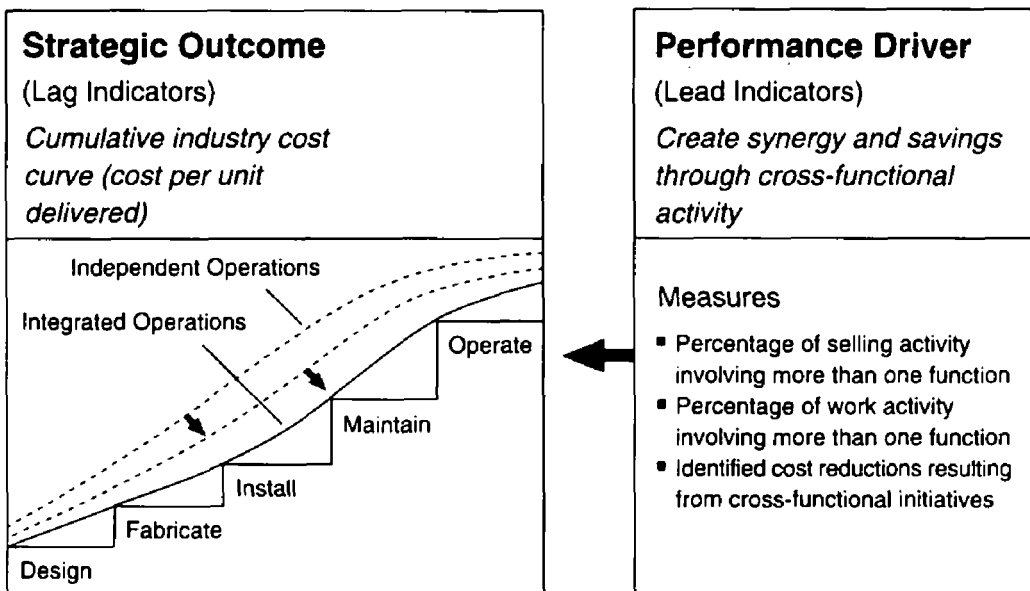 Strategic Outcome
(Lag Indicators)
Cumulative industry cost
curve (cost per unit
delivered)
Independent Operations
Integrated Operations
Operate
Maintain
Install
Fabricate
Design
Performance Driver
(Lead Indicators)
Create synergy and savings
through cross-functional
activity
Measures
▪ Percentage of selling activity
involving more than one function
▪ Percentage of work activity
involving more than one function
▪ Identified cost reductions resulting
from cross-functional initiatives